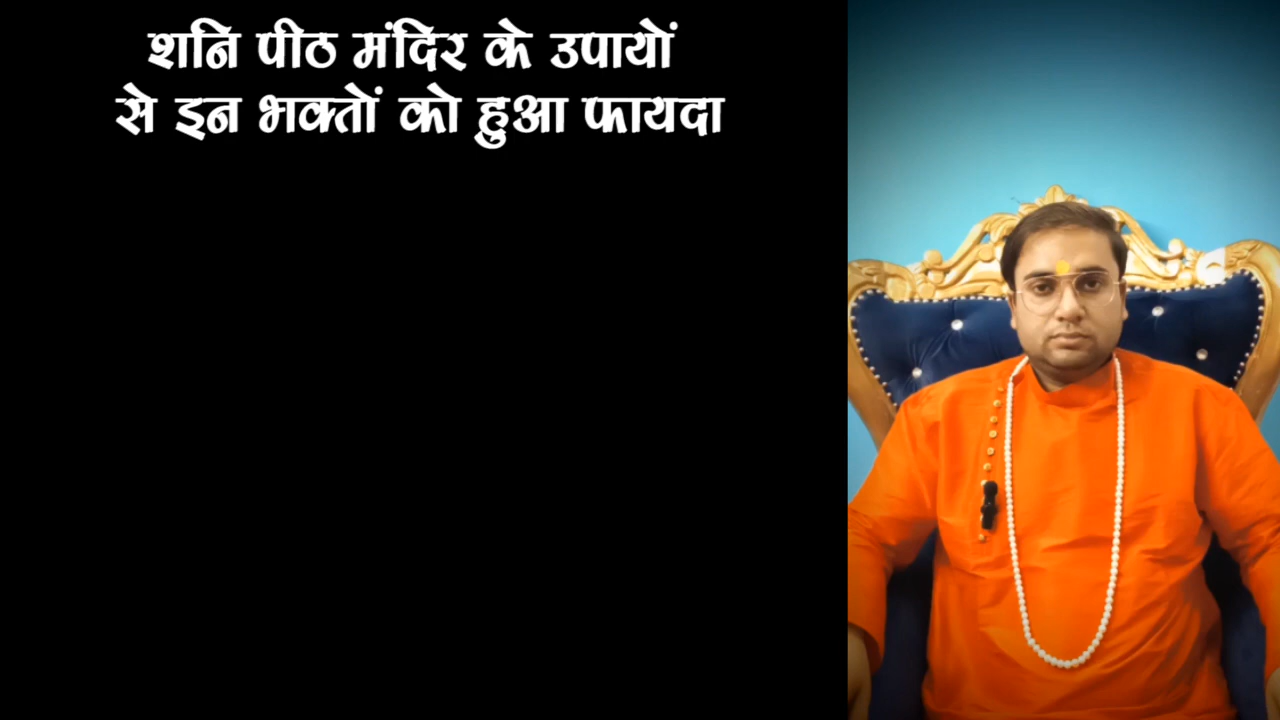 शनि पीठ मंदिर के उपायों
से इन भक्तों को हुआ फायदा